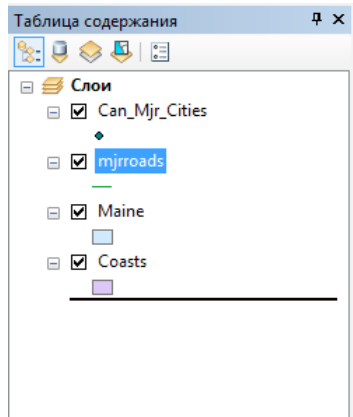 Таблица содержания
Слои
Can_Mjr_Cities
mjrroads
Maine
Coasts